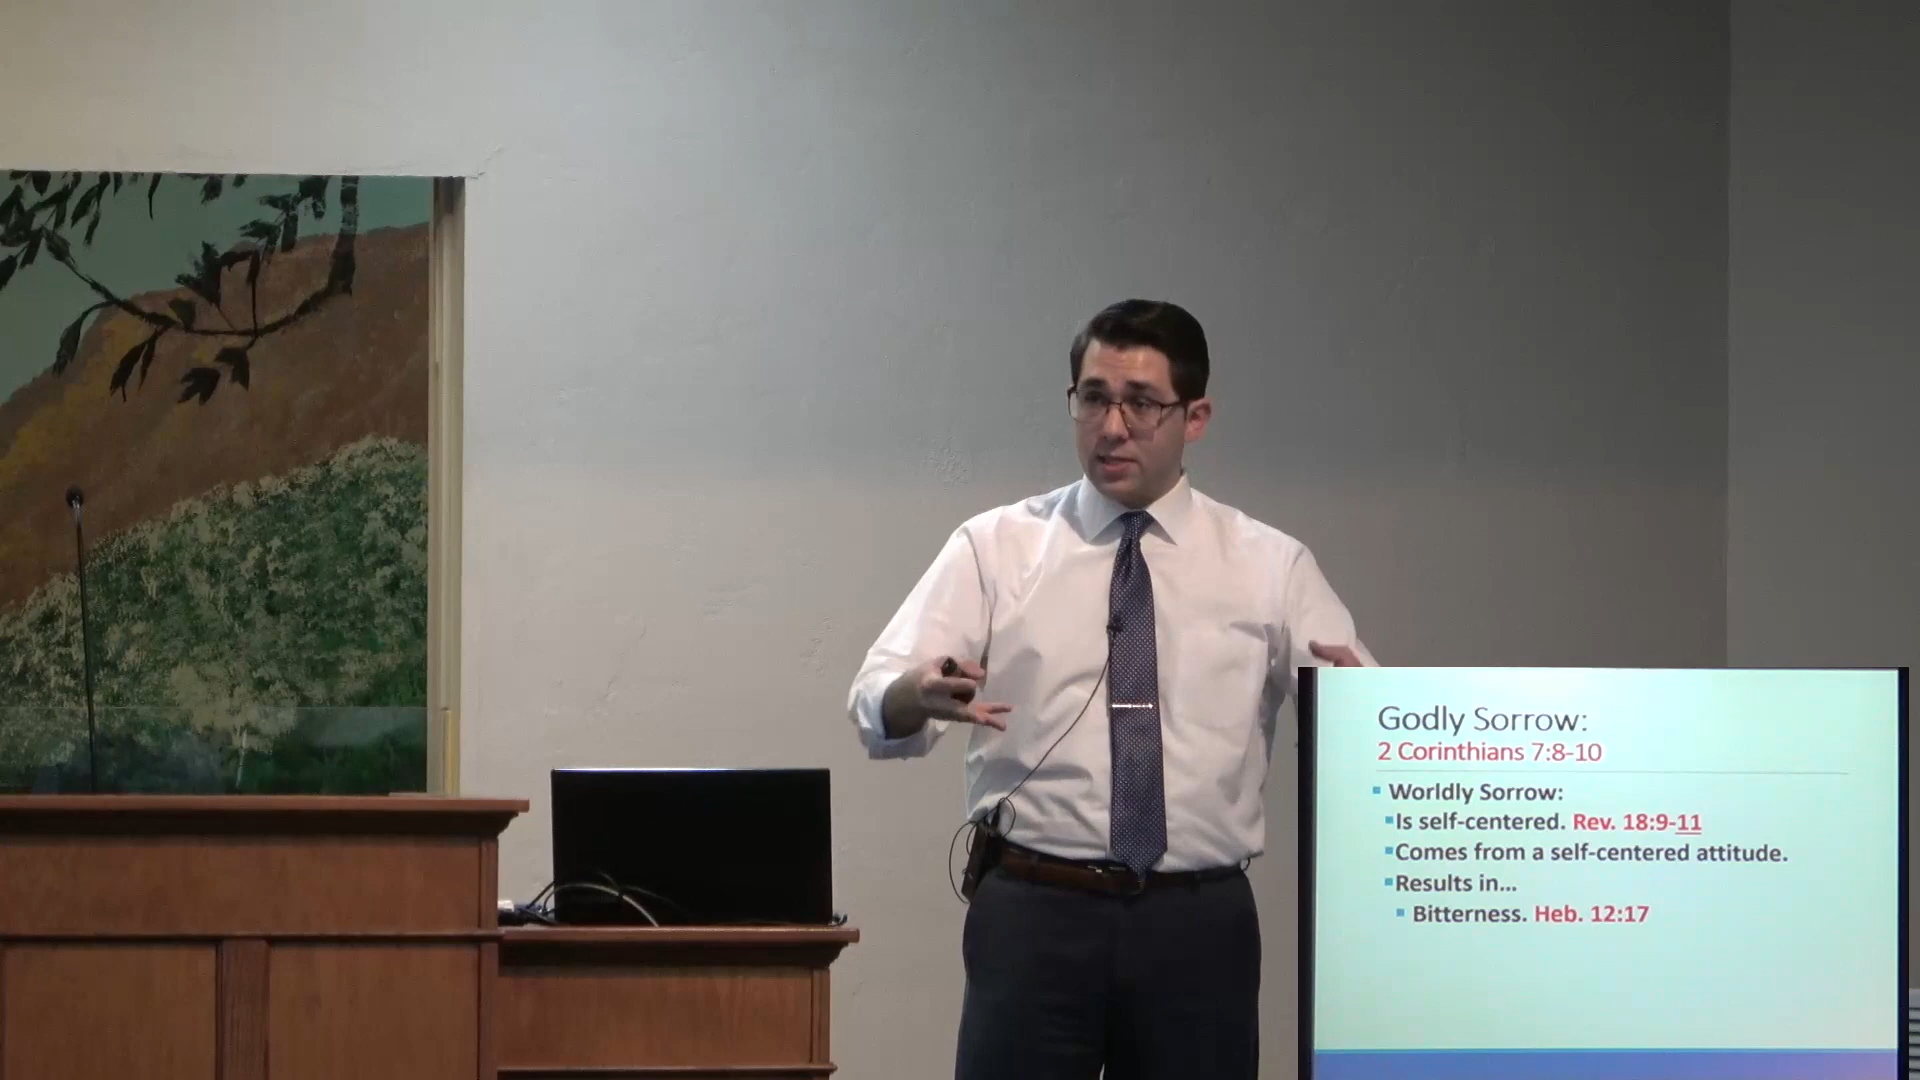 Godly Sorrow:
2 Corinthians 7:8-10
Worldly Sorrow:
Is self-centered. Rev. 18:9-11
Comes from a self-centered attitude.
Results in...
Bitterness. Heb. 12:17